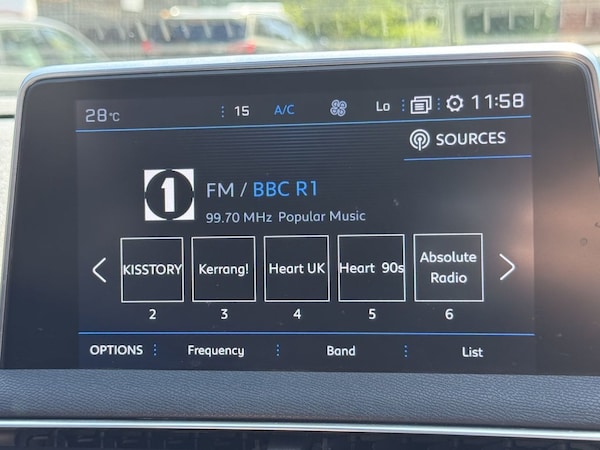 28°C 15 A/C Lo 11:58
SOURCES
1
FM / BBC R1
99.70 MHz Popular Music
KISSTORY Kerrang! Heart UK Heart 90s Absolute
Radio
2 3 4 5 6
OPTIONS Frequency Band List